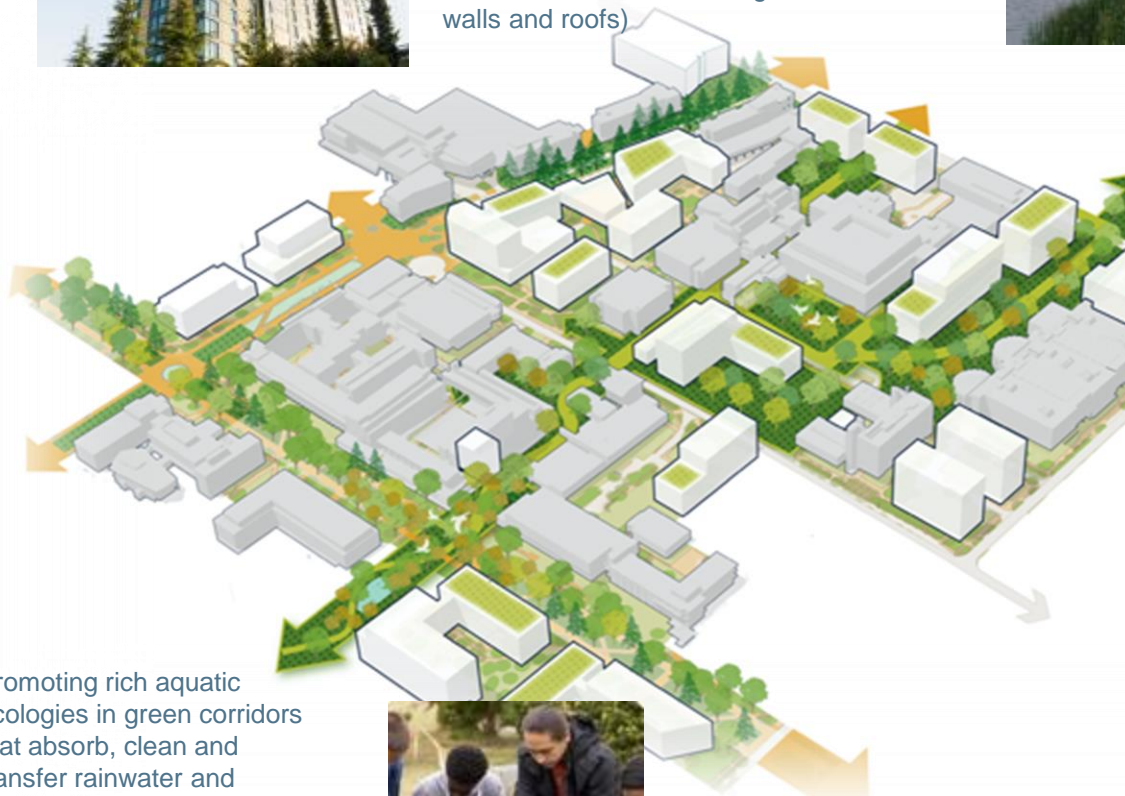 walls and roofs)
romoting rich aquatic
cologies in green corridors
at absorb, clean and
ansfer rainwater and